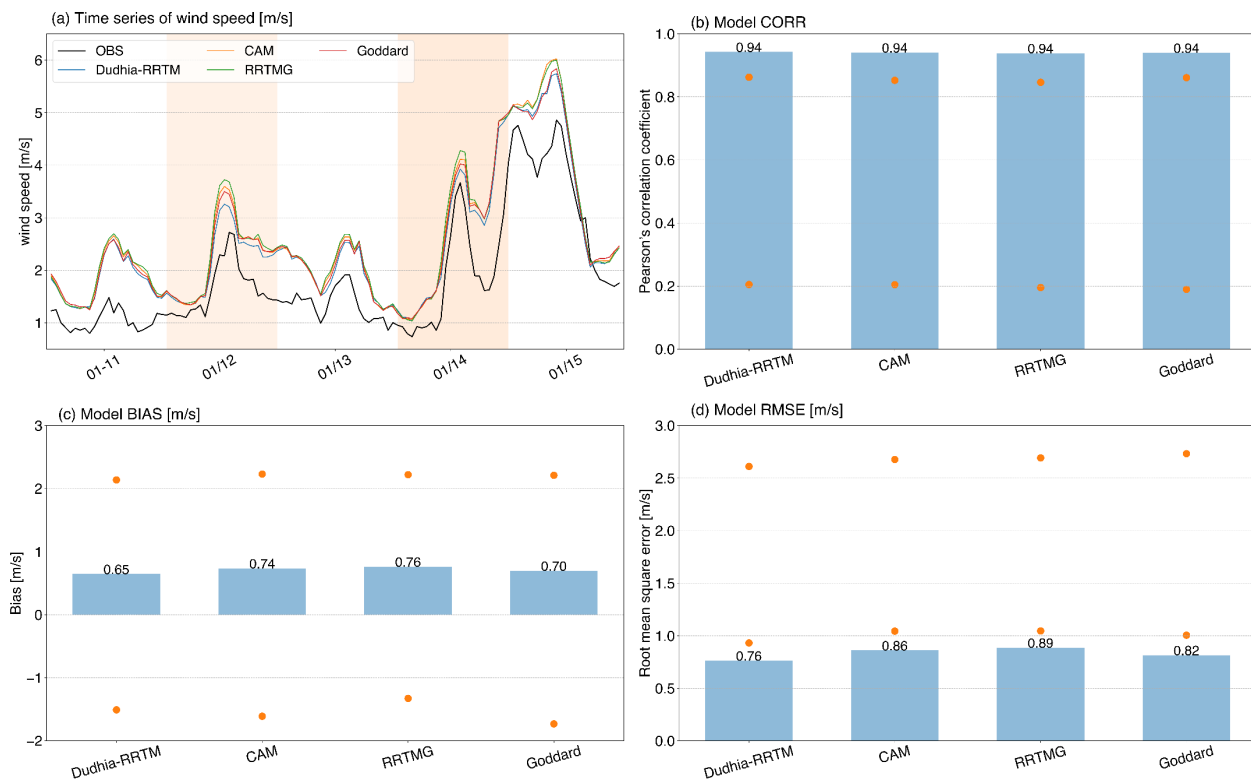 (a) Time series of wind speed [m/s]
OBS
CAM
Goddard
Dudhia-RRTM
RRTMG
wind speed [m/s]
6
5
4
3
2
1
01-11
01/12
01/13
01/14
01/15
(b) Model CORR
Pearson's correlation coefficient
1.0
0.8
0.6
0.4
0.2
0.0
0.94
0.94
0.94
0.94
Dudhia-RRTM
CAM
RRTMG
Goddard
(c) Model BIAS [m/s]
Bias [m/s]
3
2
1
0
−1
−2
0.65
0.74
0.76
0.70
Dudhia-RRTM
CAM
RRTMG
Goddard
(d) Model RMSE [m/s]
Root mean square error [m/s]
3.0
2.5
2.0
1.5
1.0
0.5
0.0
0.76
0.86
0.89
0.82
Dudhia-RRTM
CAM
RRTMG
Goddard